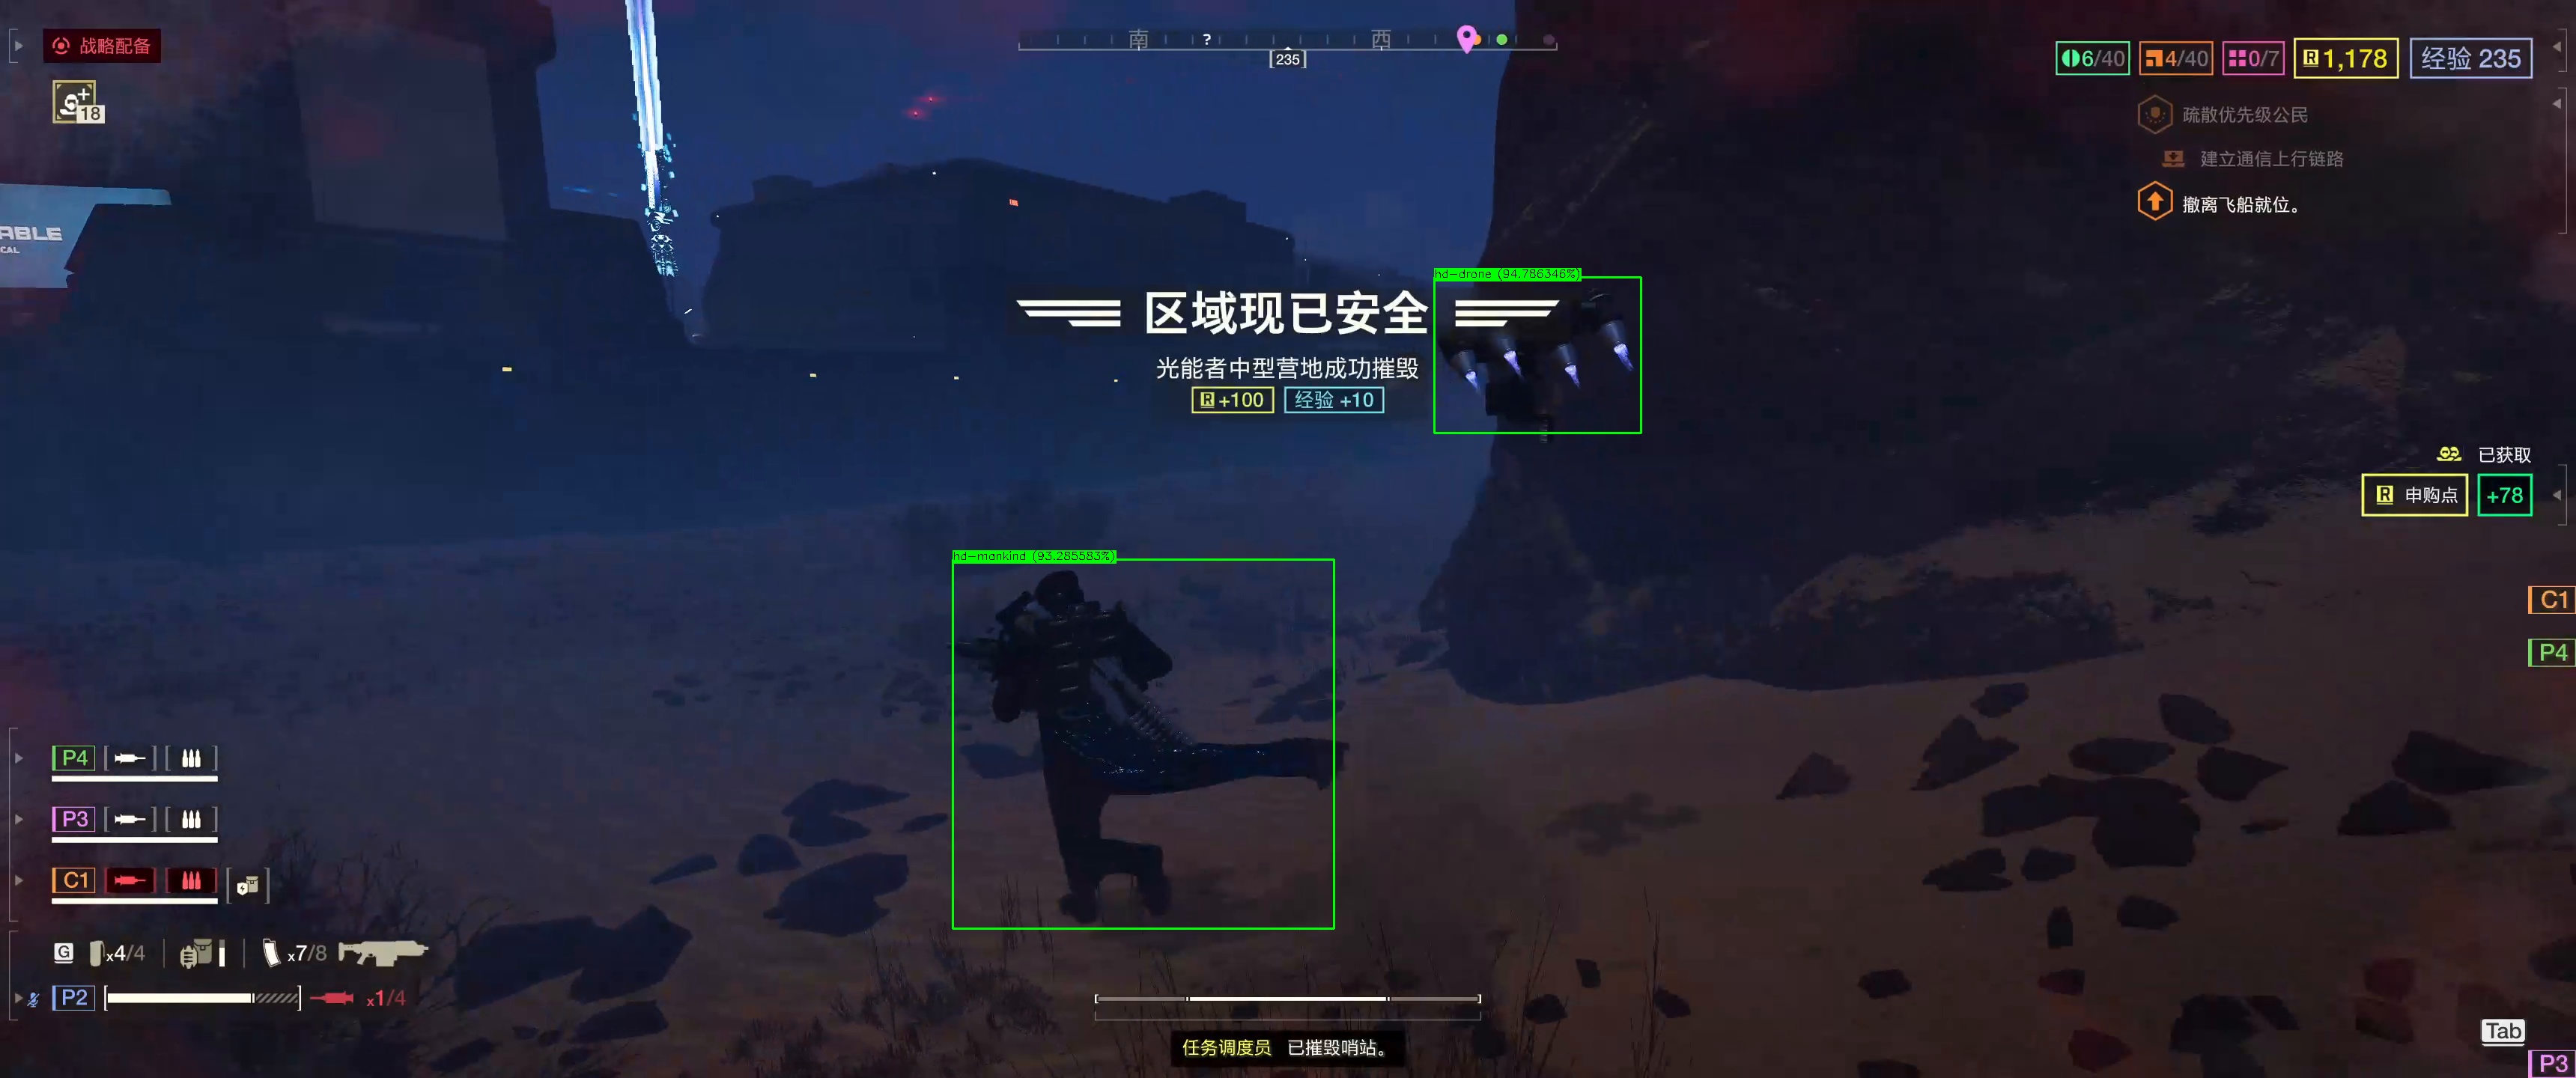 战略配备
18
南
?
西
235
6/40
4/40
0/7
R 1,178
经验 235
疏散优先级公民
建立通信上行链路
撤离飞船就位。
ABLE
CAL
hd-drone (94.786346%)
区域现已安全
光能者中型营地成功摧毁
R +100
经验 +10
已获取
R 申购点
+78
hd-mankind (93.285583%)
C1
P4
P4
P3
C1
G
x4/4
x7/8
P2
x1/4
任务调度员 已摧毁哨站。
Tab
P3